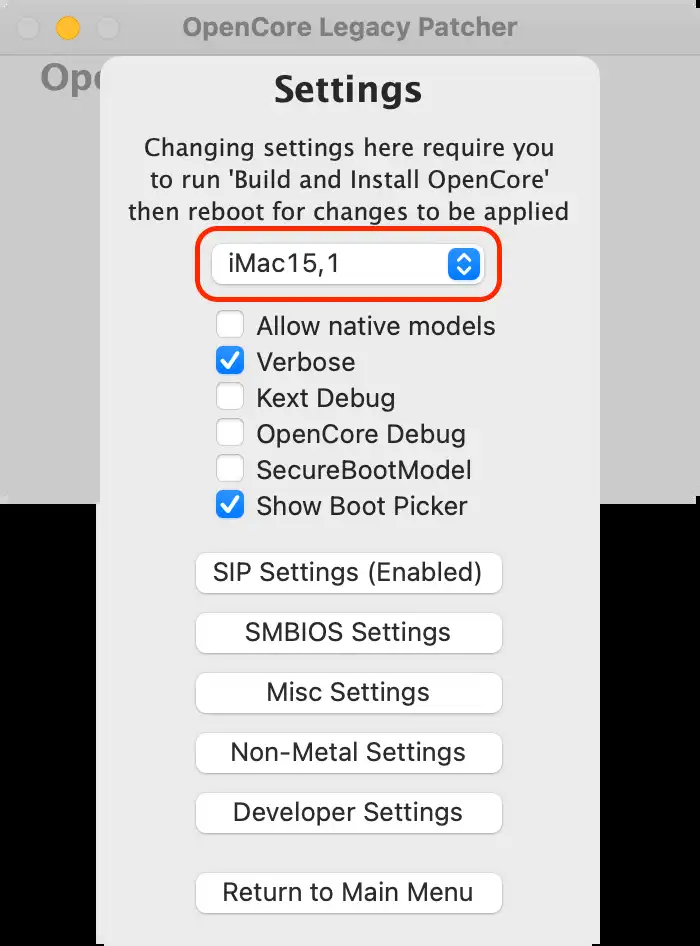 OpenCore Legacy Patcher
Settings
Changing settings here require you
to run 'Build and Install OpenCore'
then reboot for changes to be applied
iMac15,1
Allow native models
Verbose
Kext Debug
OpenCore Debug
SecureBootModel
Show Boot Picker
SIP Settings (Enabled)
SMBIOS Settings
Misc Settings
Non-Metal Settings
Developer Settings
Return to Main Menu